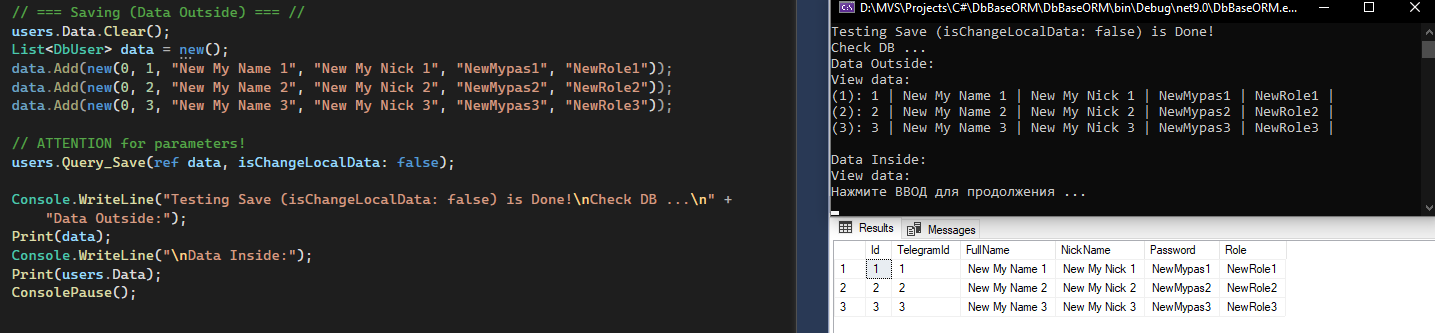 // === Saving (Data Outside) === //
users.Data.Clear();
List<DbUser> data = new();
data.Add(new(0, 1, "New My Name 1", "New My Nick 1", "NewMypas1", "NewRole1"));
data.Add(new(0, 2, "New My Name 2", "New My Nick 2", "NewMypas2", "NewRole2"));
data.Add(new(0, 3, "New My Name 3", "New My Nick 3", "NewMypas3", "NewRole3"));
// ATTENTION for parameters!
users.Query_Save(ref data, isChangeLocalData: false);
Console.WriteLine("Testing Save (isChangeLocalData: false) is Done!\nCheck DB ...\n" +
"Data Outside:");
Print(data);
Console.WriteLine("\nData Inside:");
Print(users.Data);
ConsolePause();
D:\MVS\Projects\C#\DbBaseORM\DbBaseORM\bin\Debug\net9.0\DbBaseORM.e...
Testing Save (isChangeLocalData: false) is Done!
Check DB ...
Data Outside:
View data:
(1): 1 | New My Name 1 | New My Nick 1 | NewMypas1 | NewRole1 |
(2): 2 | New My Name 2 | New My Nick 2 | NewMypas2 | NewRole2 |
(3): 3 | New My Name 3 | New My Nick 3 | NewMypas3 | NewRole3 |
Data Inside:
View data:
Нажмите ВВОД для продолжения ...
Results Messages
Id TelegramId FullName NickName Password Role
1 1 1 New My Name 1 New My Nick 1 NewMypas1 NewRole1
2 2 2 New My Name 2 New My Nick 2 NewMypas2 NewRole2
3 3 3 New My Name 3 New My Nick 3 NewMypas3 NewRole3